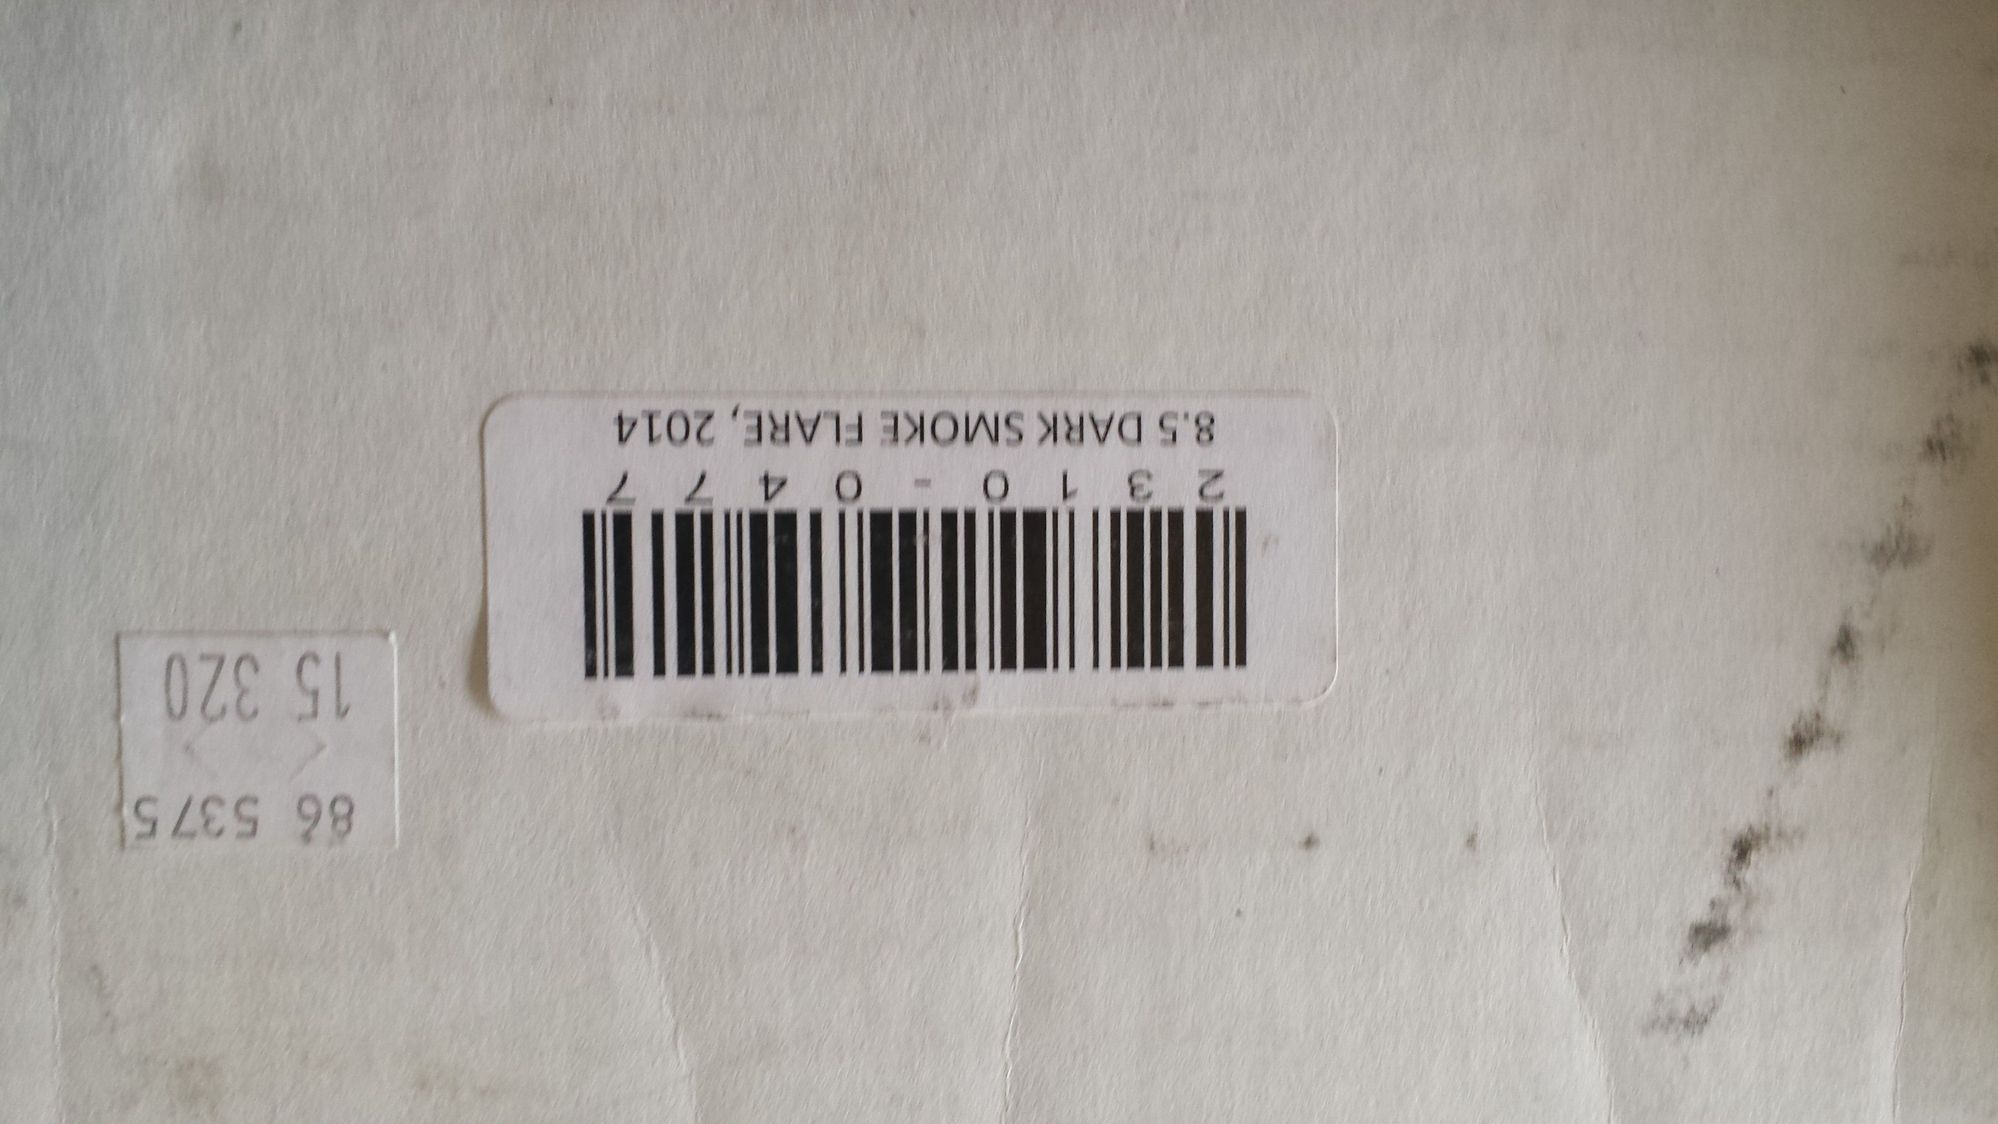 8.5 DARK SMOKE FLARE, 2014
2310-0477
86 5375
15 320